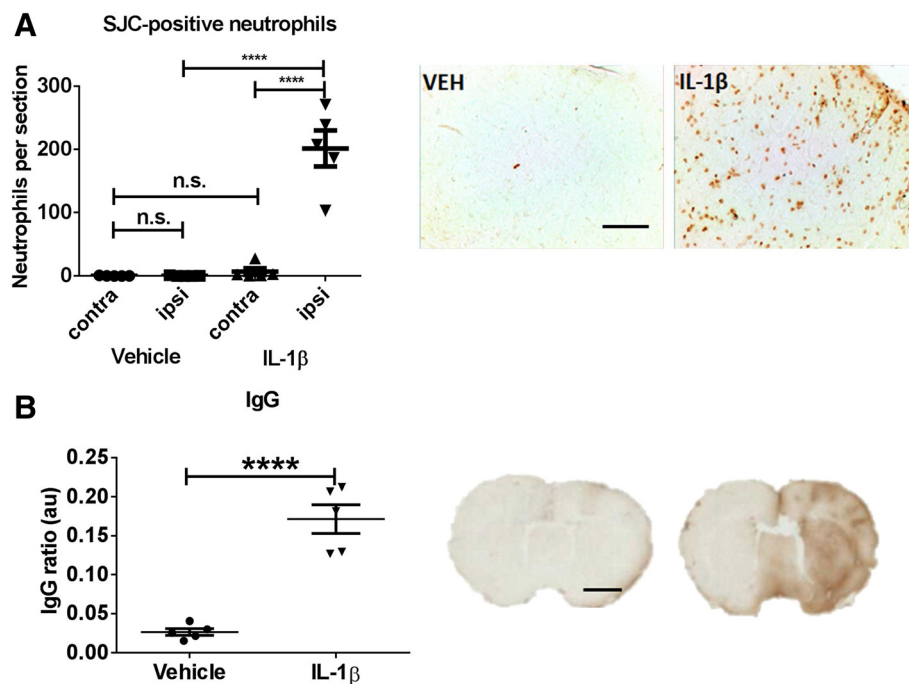 A
SJC-positive neutrophils
****
****
n.s.
n.s.
Neutrophils per section
300
200
100
0
contra
ipsi
contra
ipsi
Vehicle
IL-1β
VEH
IL-1β
B
IgG
****
IgG ratio (au)
0.25
0.20
0.15
0.10
0.05
0.00
Vehicle
IL-1β